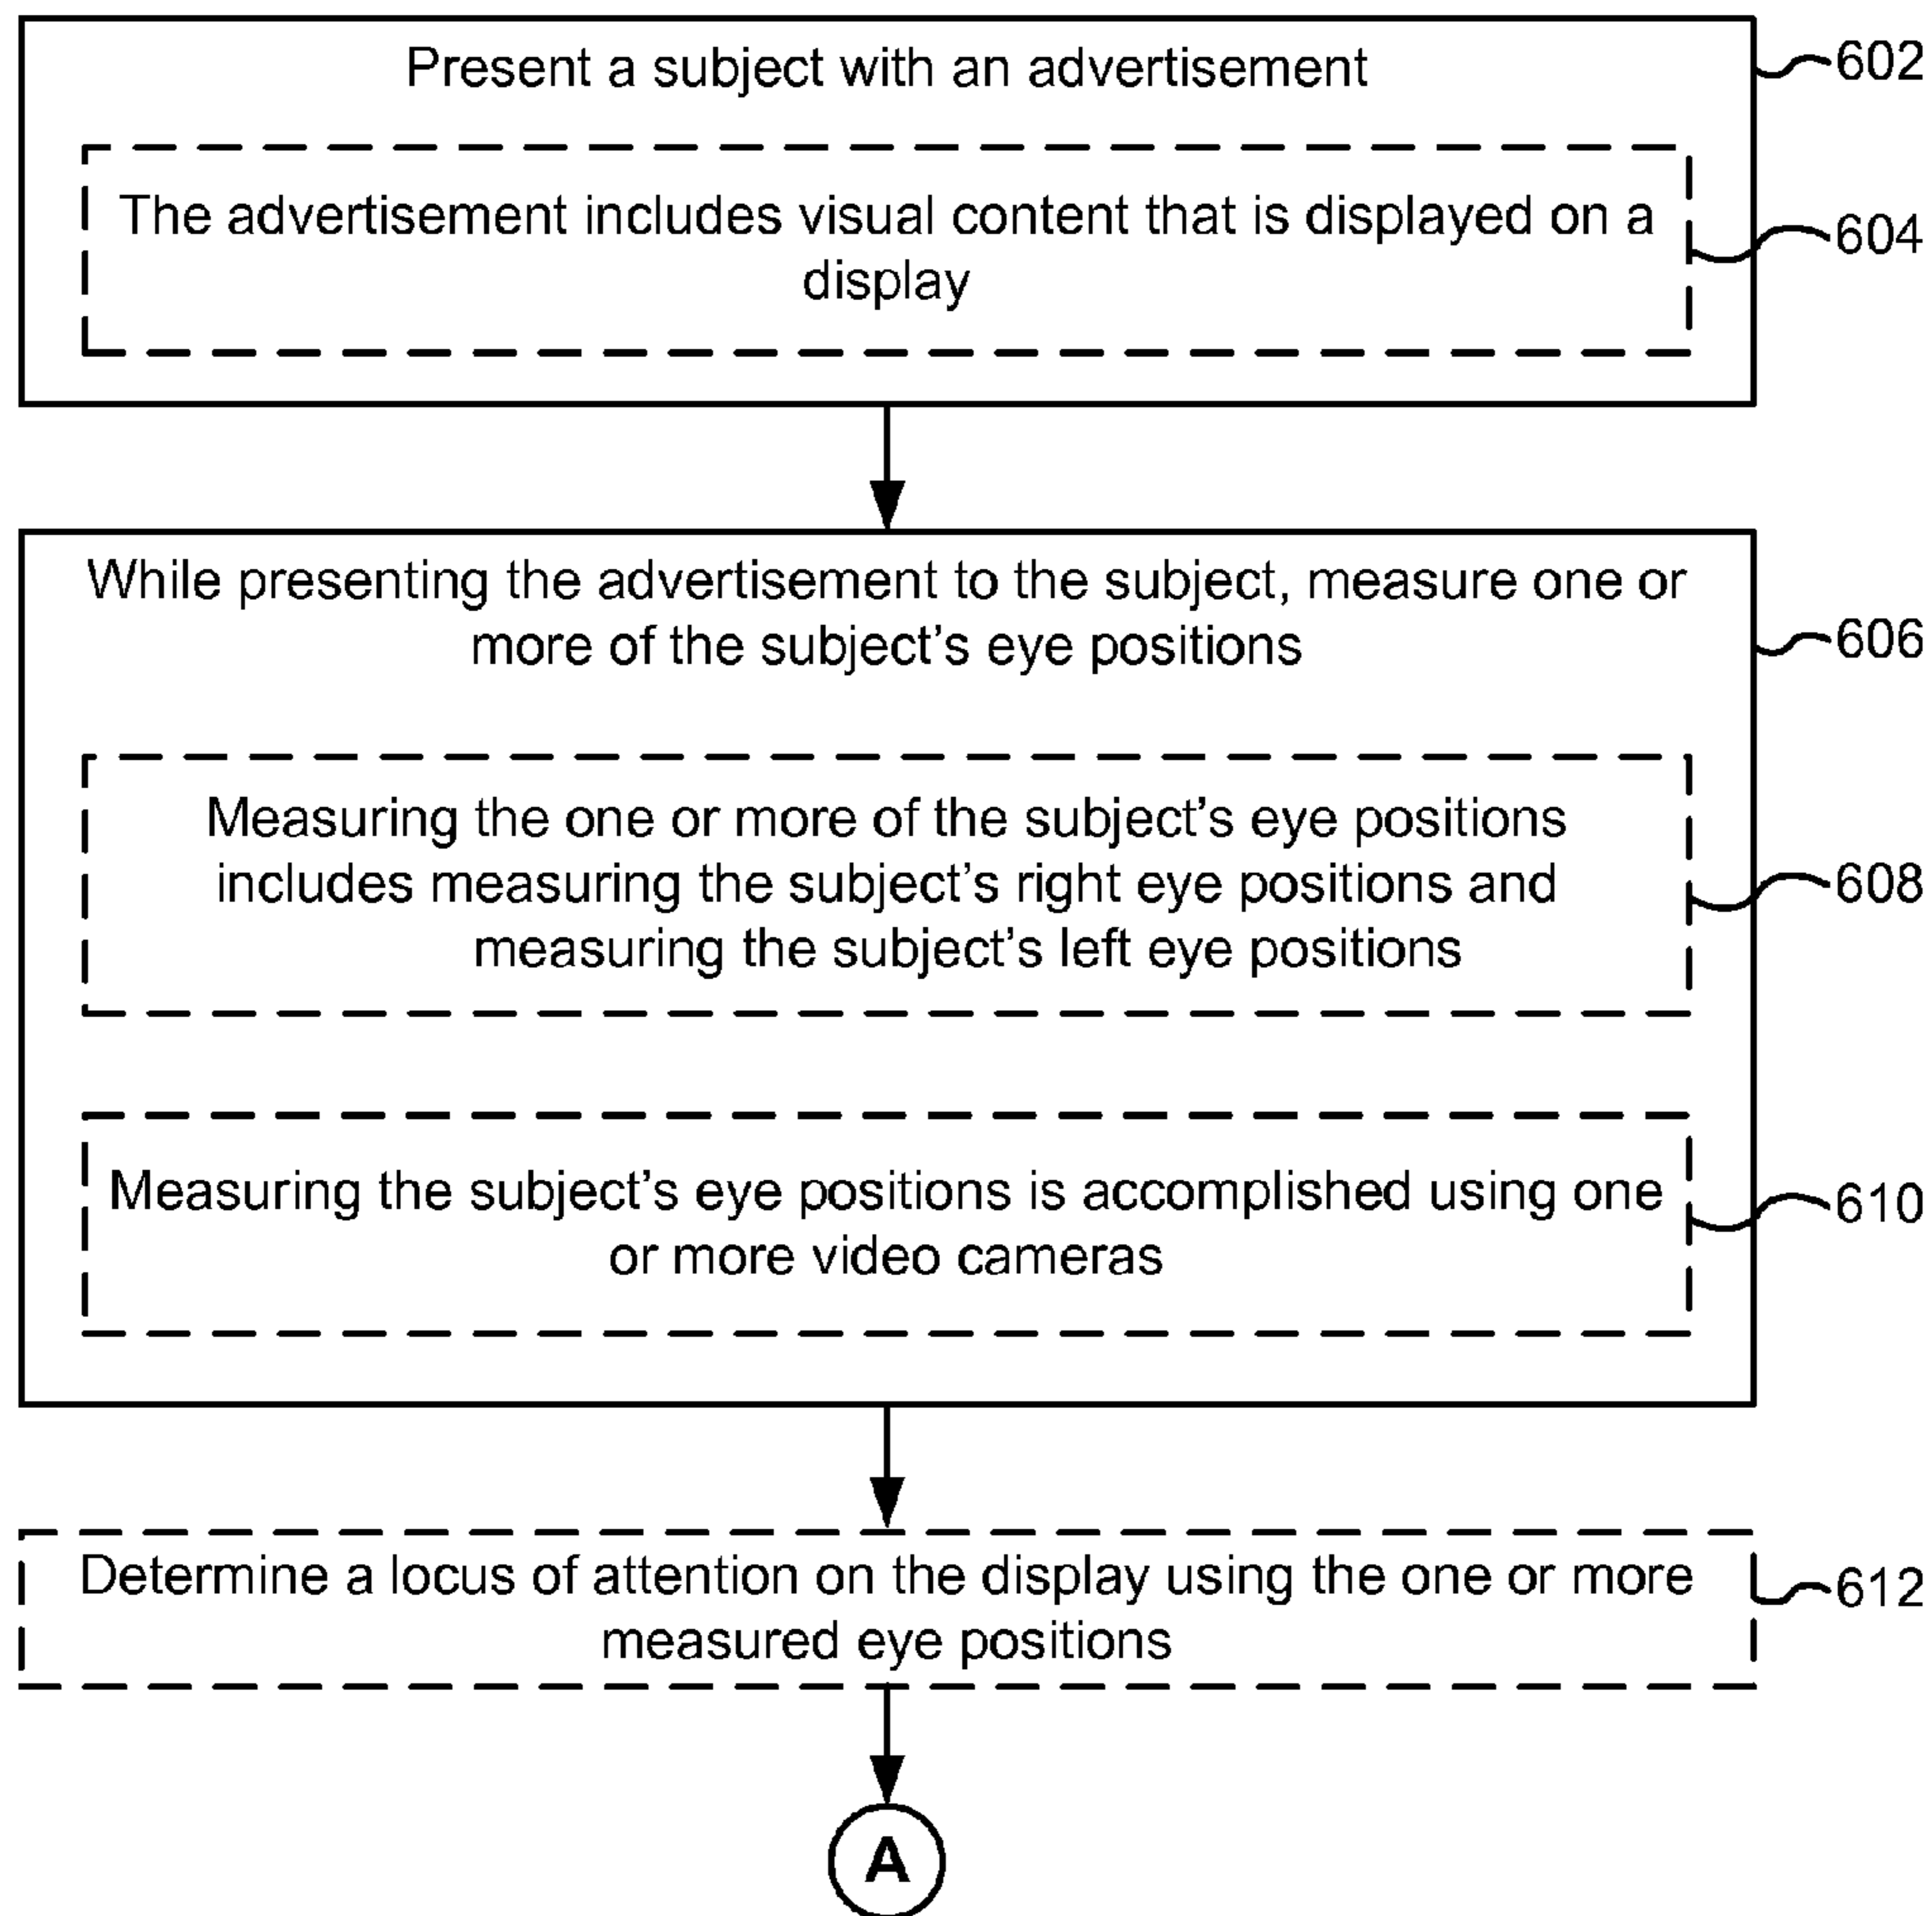 Present a subject with an advertisement
602
The advertisement includes visual content that is displayed on a
display
604
While presenting the advertisement to the subject, measure one or
more of the subject's eye positions
606
Measuring the one or more of the subject's eye positions
includes measuring the subject's right eye positions and
measuring the subject's left eye positions
608
Measuring the subject's eye positions is accomplished using one
or more video cameras
610
Determine a locus of attention on the display using the one or more
measured eye positions
612
A